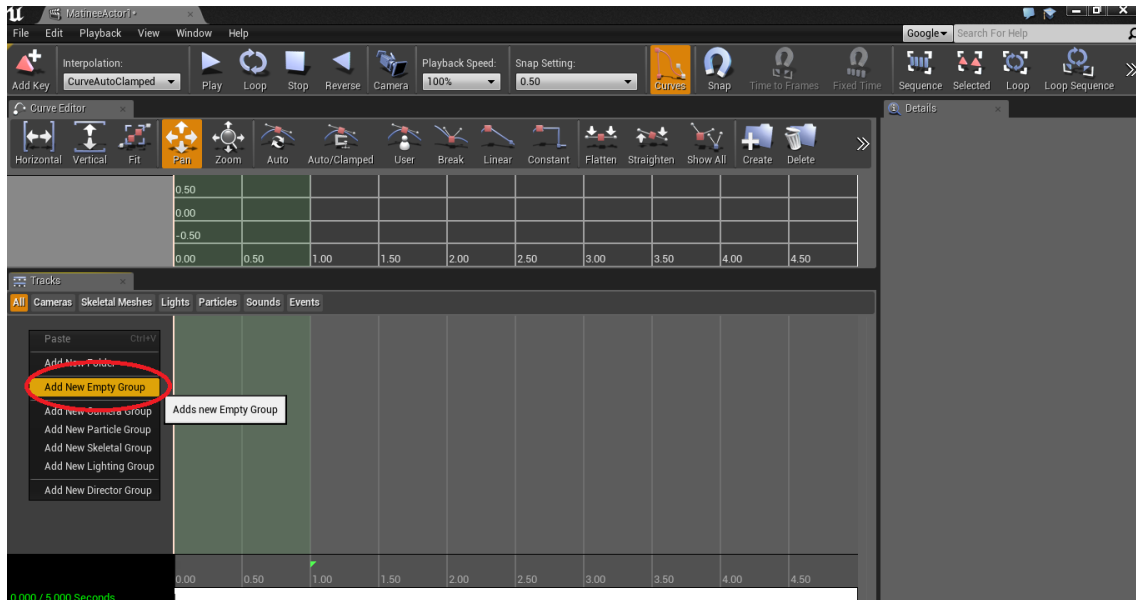 MatineeActor1*
File Edit Playback View Window Help
Google Search For Help
Add Key
Interpolation:
CurveAutoClamped
Play Loop Stop Reverse Camera
Playback Speed:
100%
Snap Setting:
0.50
Curves Snap Time to Frames Fixed Time Sequence Selected Loop Loop Sequence
Curve Editor
Details
Horizontal Vertical Fit Pan Zoom Auto Auto/Clamped User Break Linear Constant Flatten Straighten Show All Create Delete
0.50
0.00
-0.50
0.00 0.50 1.00 1.50 2.00 2.50 3.00 3.50 4.00 4.50
Tracks
All Cameras Skeletal Meshes Lights Particles Sounds Events
Paste Ctrl+V
Add New Folder
Add New Empty Group
Adds new Empty Group
Add New Camera Group
Add New Particle Group
Add New Skeletal Group
Add New Lighting Group
Add New Director Group
0.00 0.50 1.00 1.50 2.00 2.50 3.00 3.50 4.00 4.50
0.000 / 5.000 Seconds